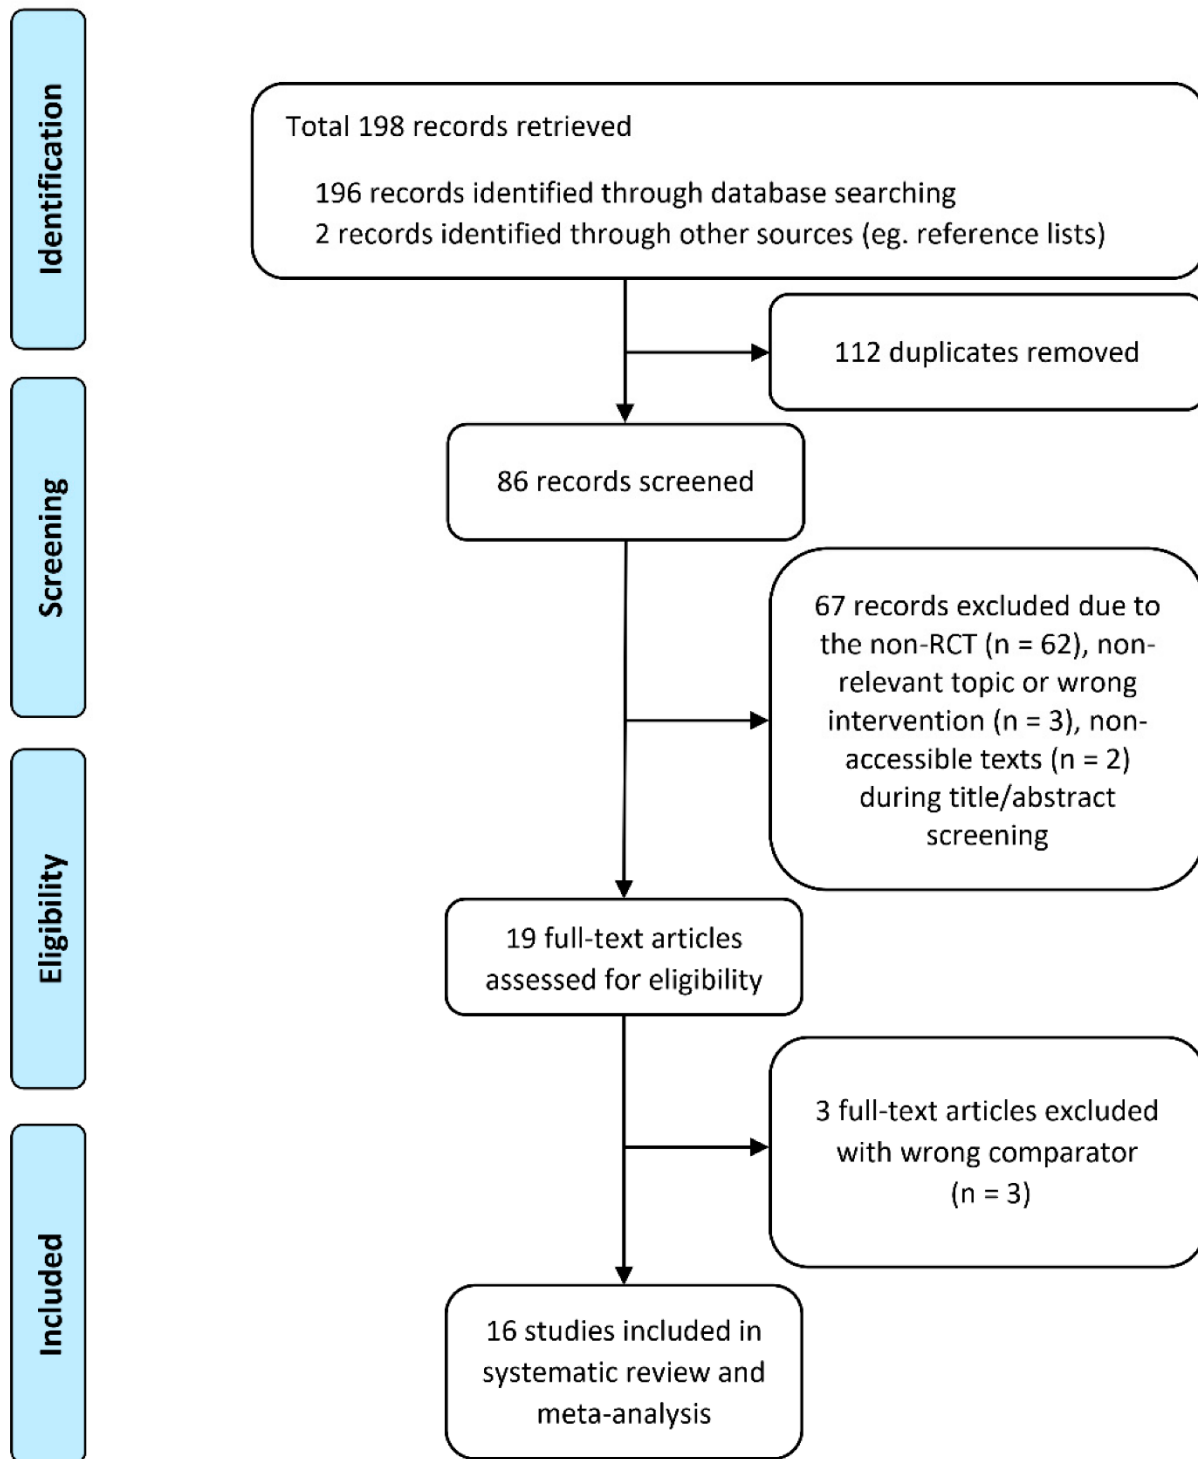 Identification
Total 198 records retrieved
196 records identified through database searching
2 records identified through other sources (eg. reference lists)
112 duplicates removed
Screening
86 records screened
67 records excluded due to
the non-RCT (n = 62), non-
relevant topic or wrong
intervention (n = 3), non-
accessible texts (n = 2)
during title/abstract
screening
Eligibility
19 full-text articles
assessed for eligibility
3 full-text articles excluded
with wrong comparator
(n = 3)
Included
16 studies included in
systematic review and
meta-analysis